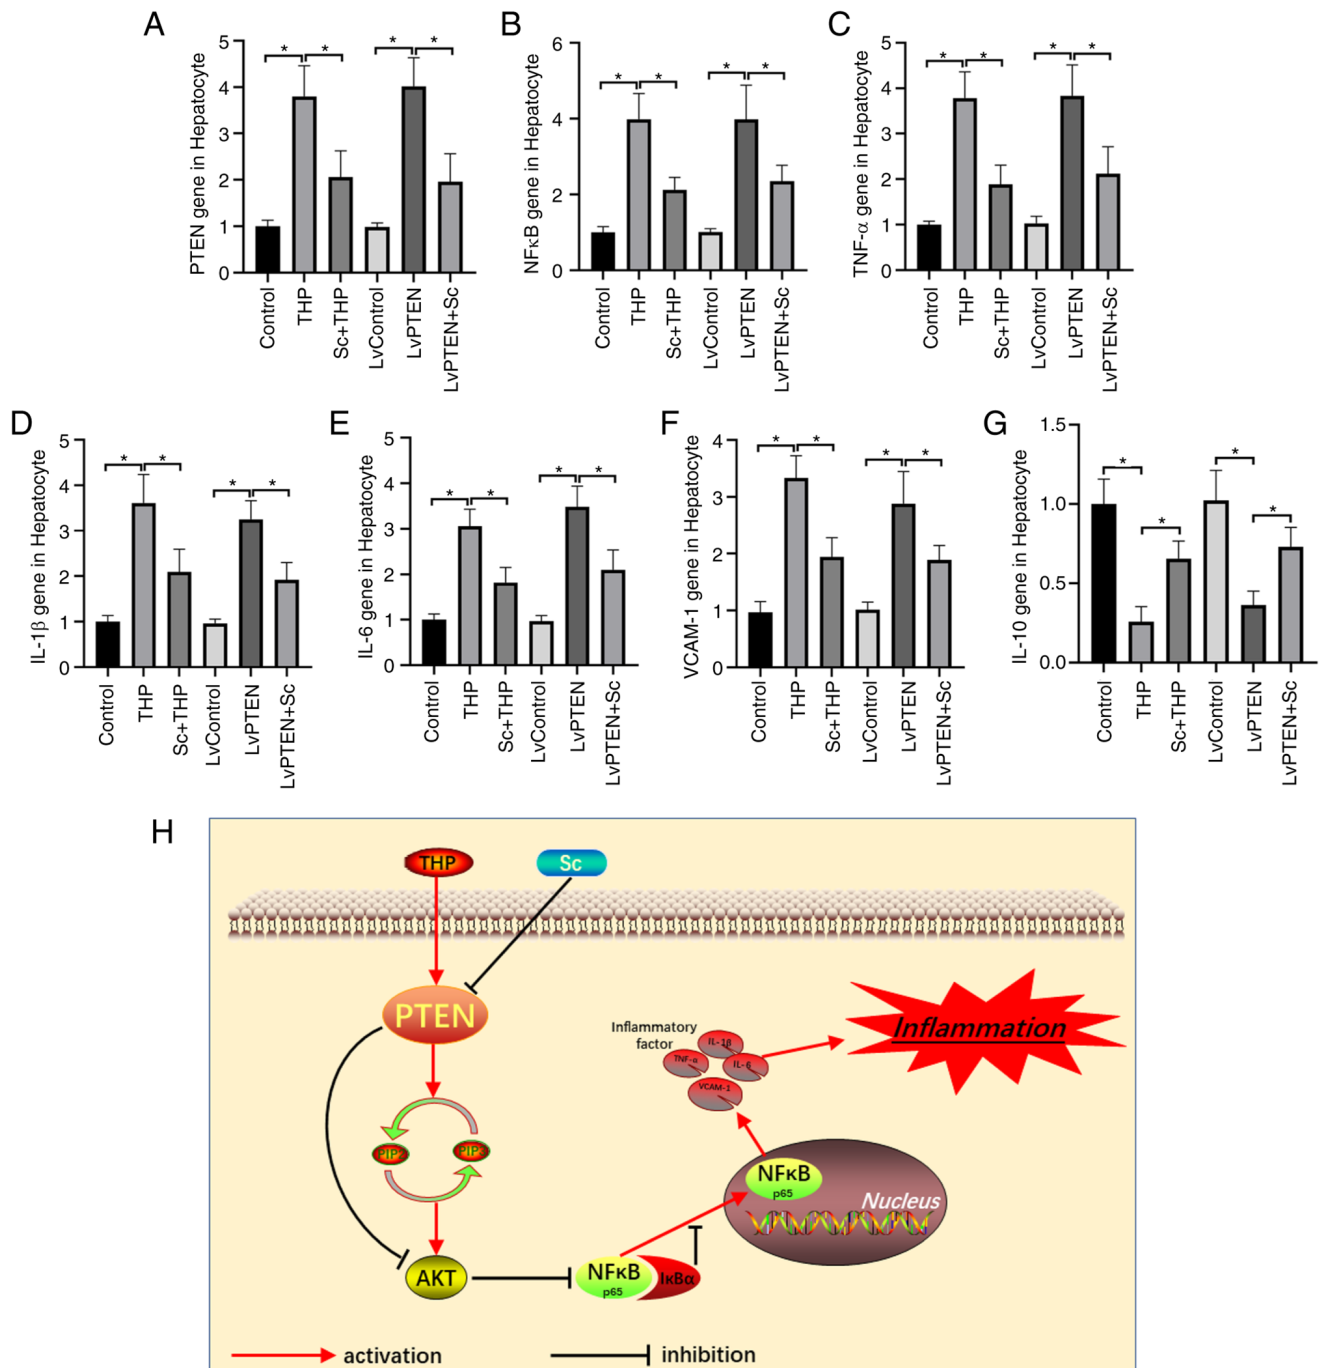 A
PTEN gene in Hepatocyte
5
4
3
2
1
0
* * * *
Control
THP
Sc+THP
LvControl
LvPTEN
LvPTEN+Sc
B
NFκB gene in Hepatocyte
6
4
2
0
* * * *
Control
THP
Sc+THP
LvControl
LvPTEN
LvPTEN+Sc
C
TNF-α gene in Hepatocyte
5
4
3
2
1
0
* * * *
Control
THP
Sc+THP
LvControl
LvPTEN
LvPTEN+Sc
D
IL-1β gene in Hepatocyte
5
4
3
2
1
0
* * * *
Control
THP
Sc+THP
LvControl
LvPTEN
LvPTEN+Sc
E
IL-6 gene in Hepatocyte
5
4
3
2
1
0
* * * *
Control
THP
Sc+THP
LvControl
LvPTEN
LvPTEN+Sc
F
VCAM-1 gene in Hepatocyte
4
3
2
1
0
* * * *
Control
THP
Sc+THP
LvControl
LvPTEN
LvPTEN+Sc
G
IL-10 gene in Hepatocyte
1.5
1.0
0.5
0.0
* * * *
Control
THP
Sc+THP
LvControl
LvPTEN
LvPTEN+Sc
H
THP
Sc
PTEN
Inflammatory
factor
IL-1β
TNF-α
IL-6
VCAM-1
Inflammation
PIP2
PIP3
NFκB
p65
Nucleus
AKT
NFκB
p65
IκBα
activation
inhibition